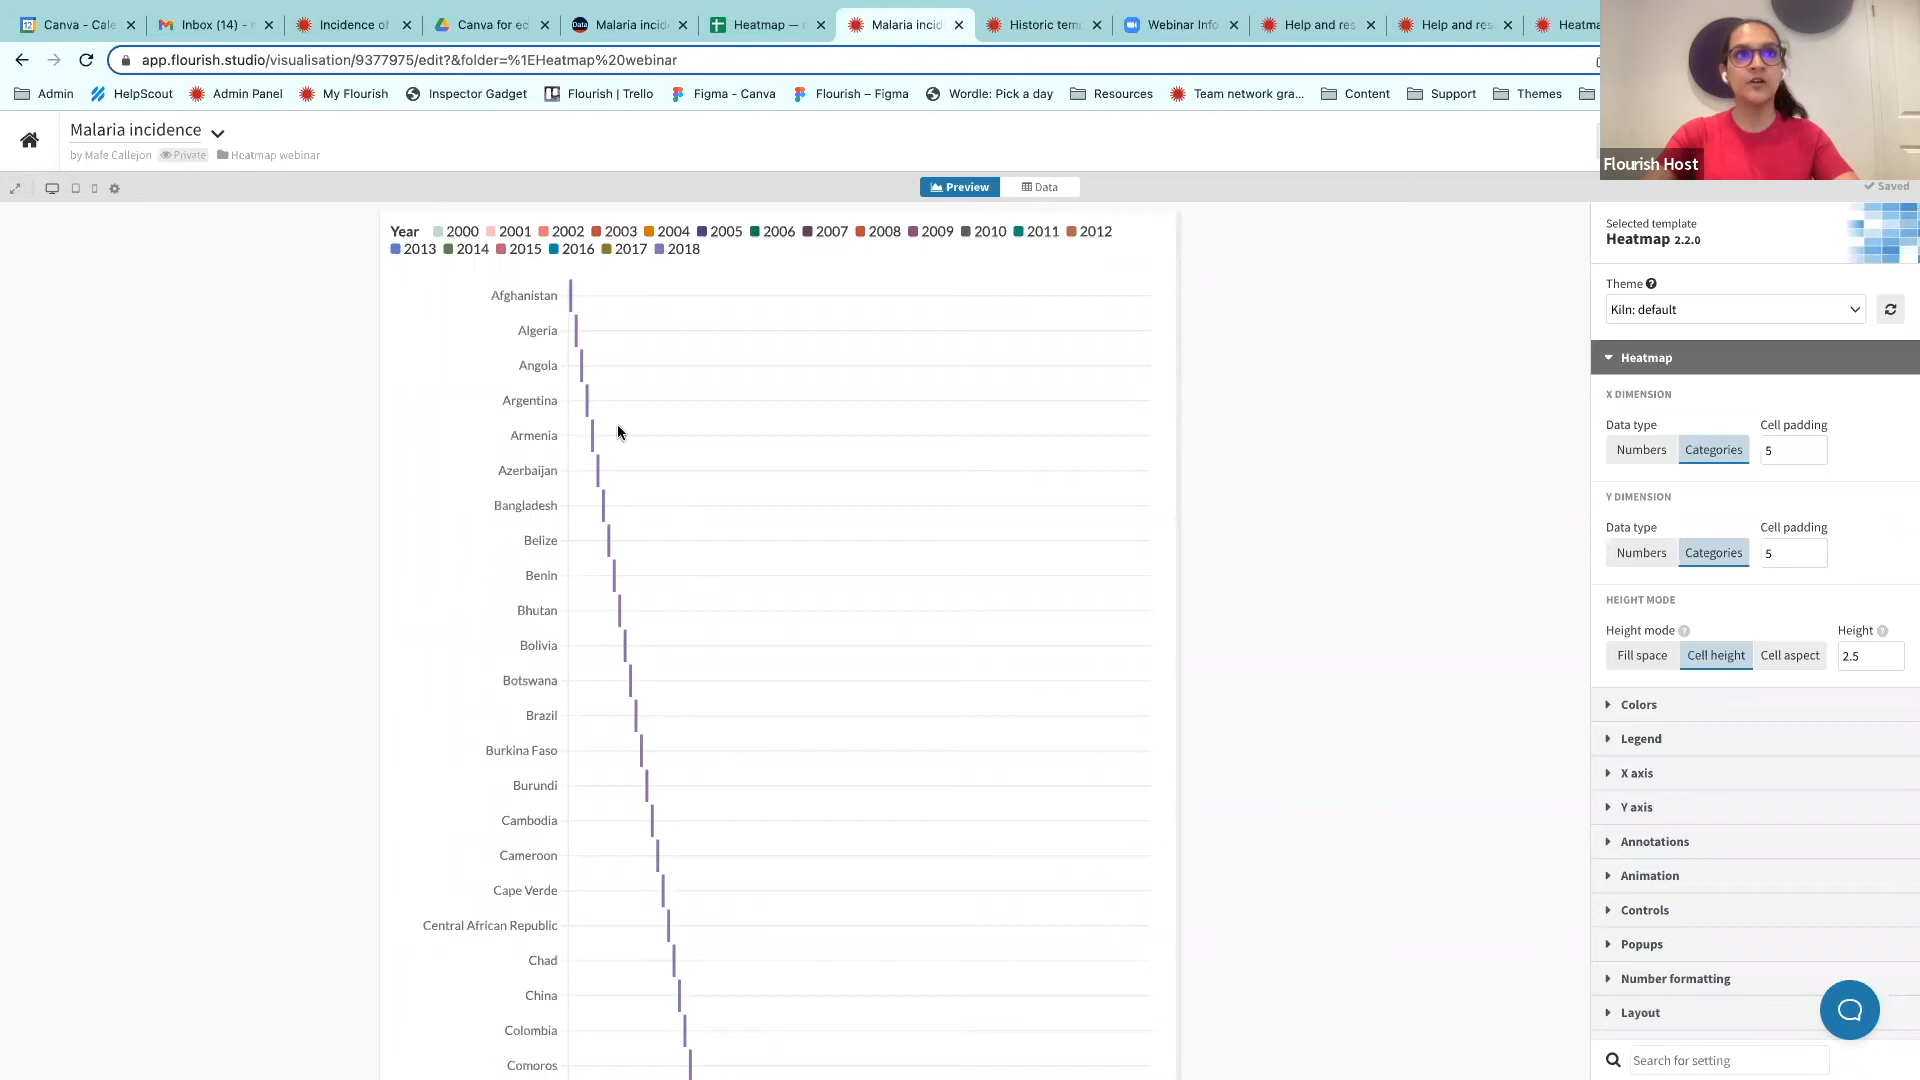 Canva - Cale
Inbox (14) -
Incidence of
Canva for ec
Malaria incid
Heatmap —
Malaria incid
Historic tem
Webinar Info
Help and res
Help and res
Heatma
app.flourish.studio/visualisation/9377975/edit?&folder=%1EHeatmap%20webinar
Admin
HelpScout
Admin Panel
My Flourish
Inspector Gadget
Flourish | Trello
Figma - Canva
Flourish – Figma
Wordle: Pick a day
Resources
Team network gra...
Content
Support
Themes
Flourish Host
Malaria incidence
by Mafe Callejon Private Heatmap webinar
Preview
Data
Saved
Year 2000 2001 2002 2003 2004 2005 2006 2007 2008 2009 2010 2011 2012
2013 2014 2015 2016 2017 2018
Afghanistan
Algeria
Angola
Argentina
Armenia
Azerbaijan
Bangladesh
Belize
Benin
Bhutan
Bolivia
Botswana
Brazil
Burkina Faso
Burundi
Cambodia
Cameroon
Cape Verde
Central African Republic
Chad
China
Colombia
Comoros
Selected template
Heatmap 2.2.0
Theme ?
Kiln: default
Heatmap
X DIMENSION
Data type Cell padding
Numbers Categories 5
Y DIMENSION
Data type Cell padding
Numbers Categories 5
HEIGHT MODE
Height mode ? Height ?
Fill space Cell height Cell aspect 2.5
Colors
Legend
X axis
Y axis
Annotations
Animation
Controls
Popups
Number formatting
Layout
Search for setting